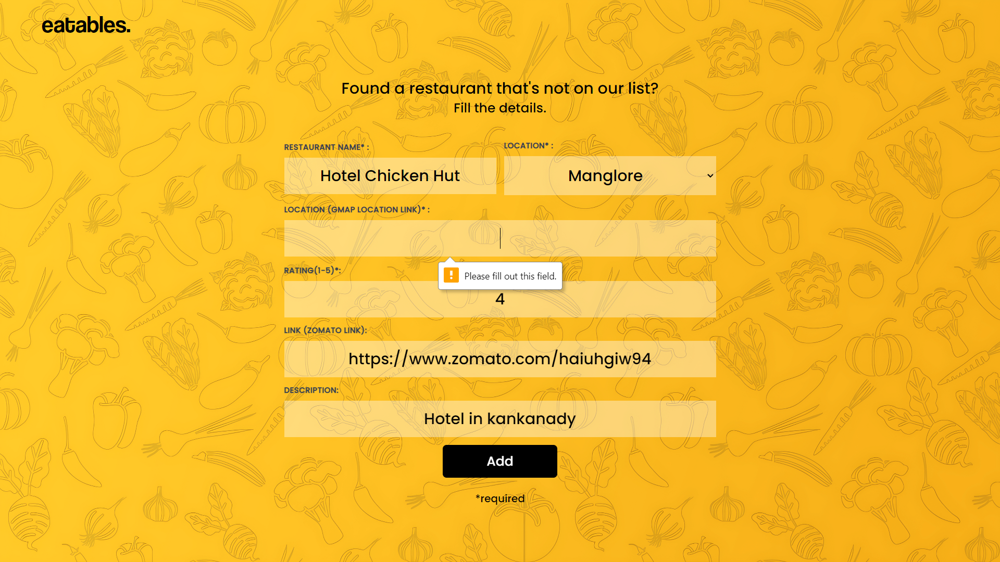 eatables.
Found a restaurant that's not on our list?
Fill the details.
RESTAURANT NAME* :
LOCATION* :
Hotel Chicken Hut
Manglore
LOCATION (GMAP LOCATION LINK)* :
Please fill out this field.
RATING(1-5)*:
4
LINK (ZOMATO LINK):
https://www.zomato.com/haiuhgiw94
DESCRIPTION:
Hotel in kankanady
Add
*required